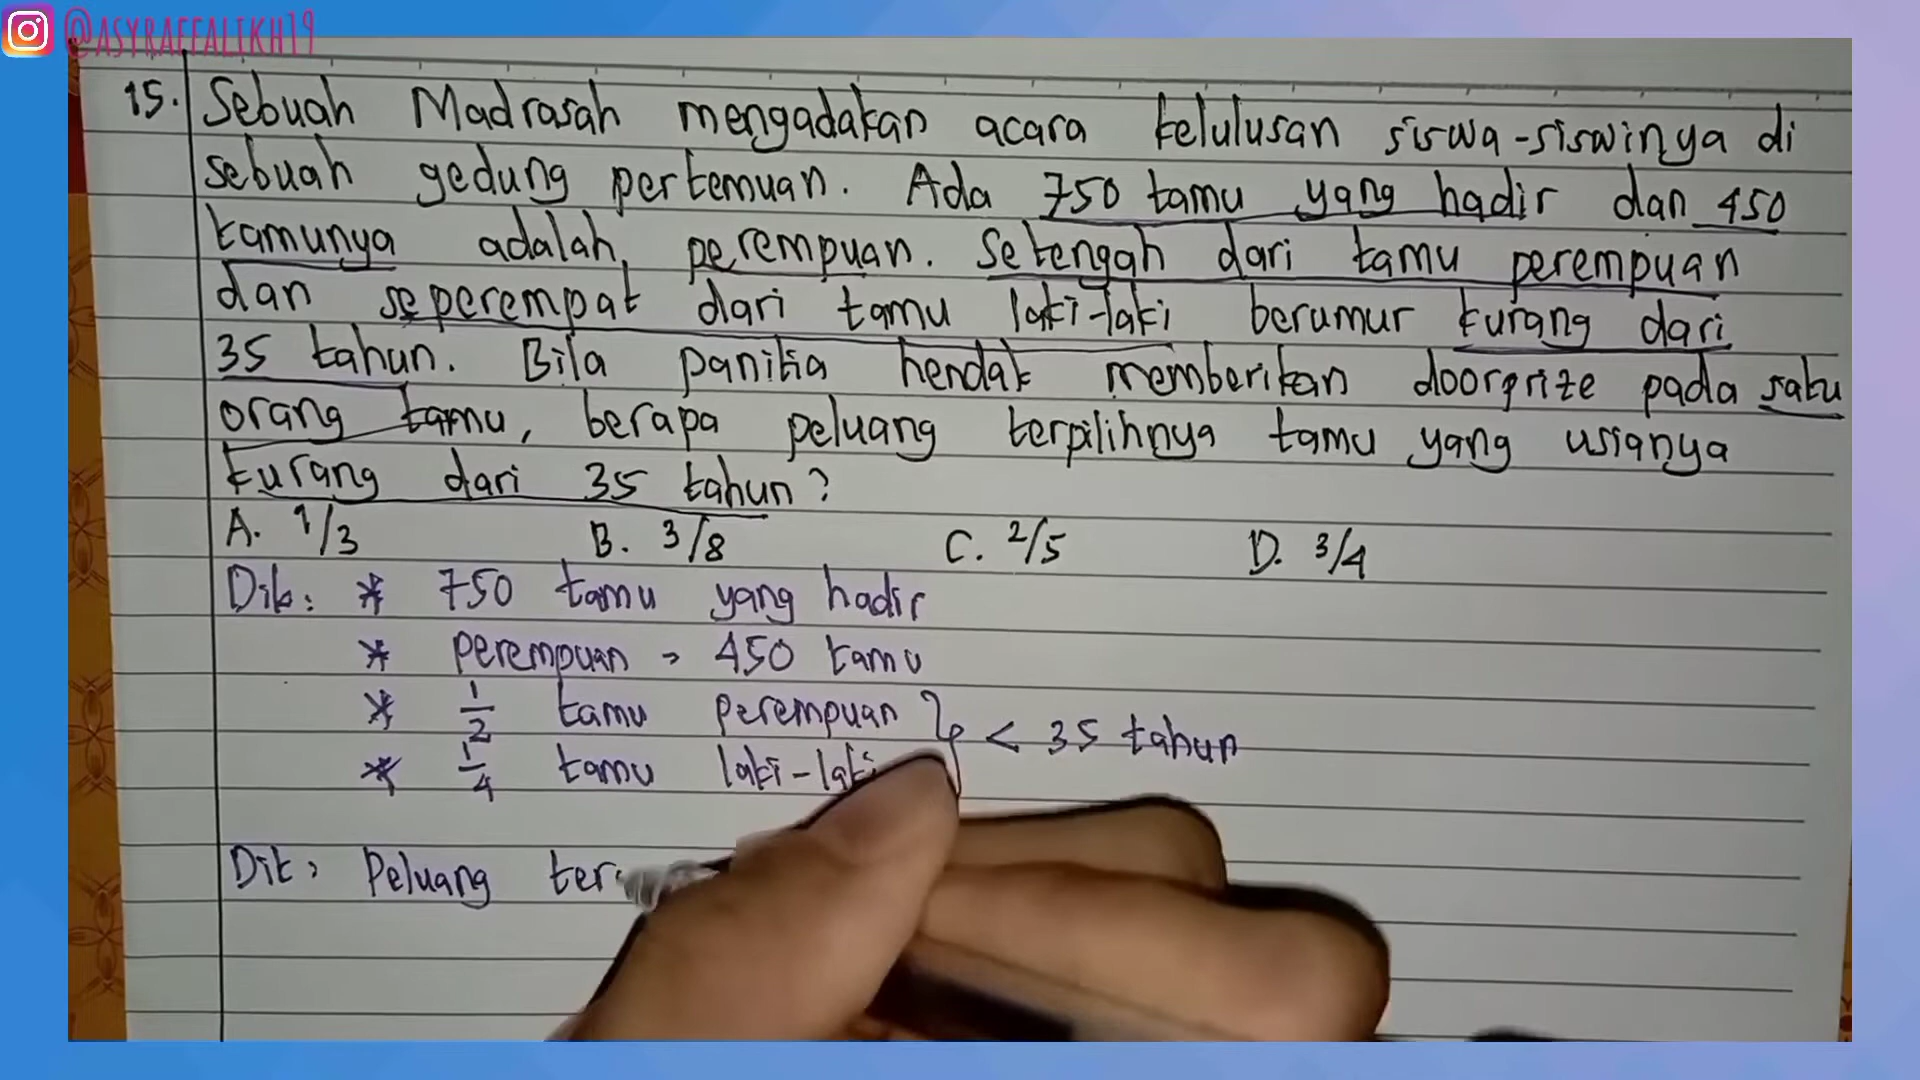 @ASYRAFFALIKH19
15. Sebuah Madrasah mengadakan acara kelulusan siswa-siswinya di
sebuah gedung pertemuan. Ada 750 tamu yang hadir dan 450
tamunya adalah perempuan. Setengah dari tamu perempuan
dan seperempat dari tamu laki-laki berumur kurang dari
35 tahun. Bila panitia hendak memberikan doorprize pada satu
orang tamu, berapa peluang terpilihnya tamu yang usianya
kurang dari 35 tahun?
A. 1/3 B. 3/8 C. 2/5 D. 3/4
Dik: * 750 tamu yang hadir
* perempuan = 450 tamu
* 1/2 tamu perempuan } < 35 tahun
* 1/4 tamu laki-laki
Dit: Peluang ter